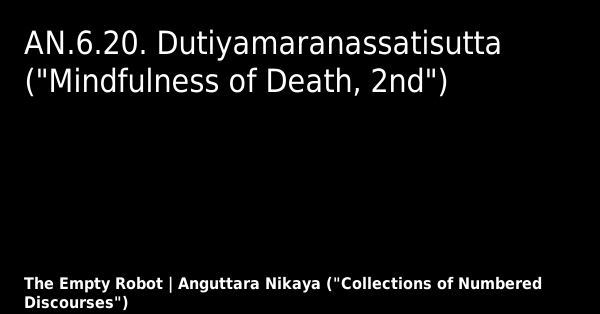 AN.6.20. Dutiyamaranassatisutta
("Mindfulness of Death, 2nd")
The Empty Robot | Anguttara Nikaya ("Collections of Numbered
Discourses")